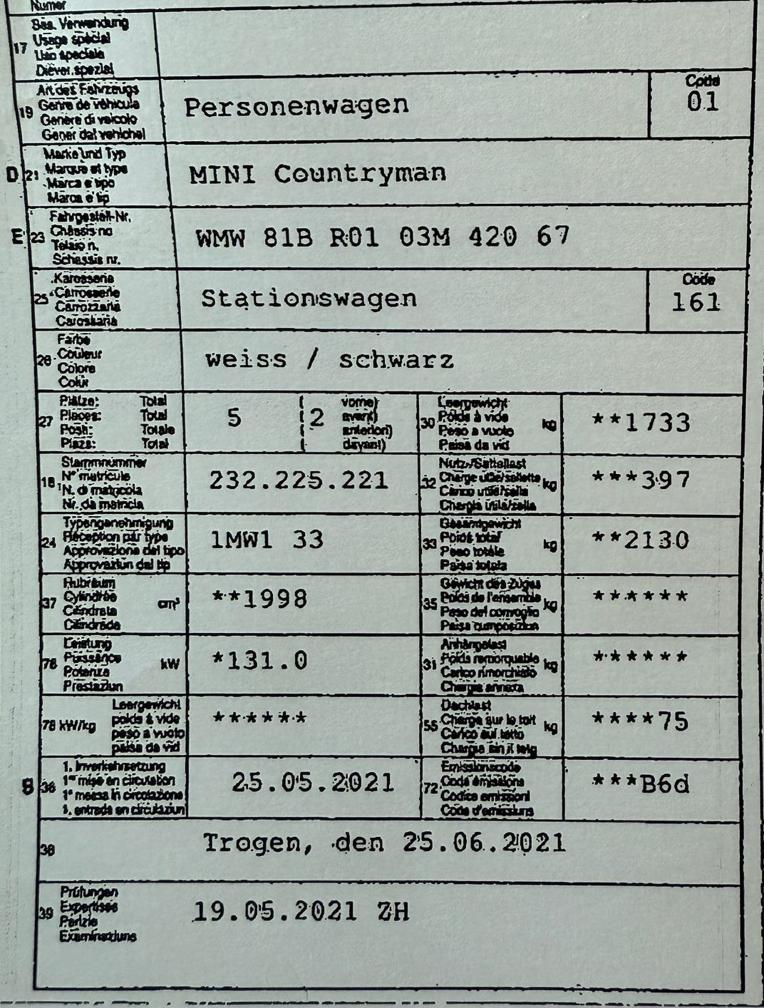 Numer
17 Bes. Verwendung
Usage spécial
Uso speciale
Diever spezial
19 Art des Fahrzeugs
Genre de véhicule
Genere di veicolo
Gener dal vehichel
Personenwagen
Code
01
D 21 Marke und Typ
Marque et type
Marca e tipo
Marca e tip
MINI Countryman
E 23 Fahrgestell-Nr.
Châssis no
Telaio n.
Schassis nr.
WMW 81B R01 03M 420 67
25 Karosserie
Carrosserie
Carrozzeria
Carossaria
Stationswagen
Code
161
26 Farbe
Couleur
Colore
Colur
weiss / schwarz
27 Plätze: Total
Places: Total
Posti: Totale
Plazs: Total
5 ( 2 vorne)
( avant)
( anteriori)
( davant)
30 Leergewicht
Poids à vide kg
Peso a vuoto
Paisa da vid
**1733
18 Stammnummer
N° matricule
N. di matricola
Nr. da matricla
232.225.221
32 Nutz-/Sattellast
Charge utile/sellette kg
Carico utile/sella
Chargia útila/sella
***397
24 Typengenehmigung
Réception par type
Approvazione del tipo
Approvaziun dal tip
1MW1 33
33 Gesamtgewicht
Poids total kg
Peso totale
Paisa totala
**2130
37 Hubraum
Cylindrée cm³
Cilindrata
Cilindrada
**1998
35 Gewicht des Zuges
Poids de l'ensemble kg
Peso del convoglio
Paisa cumposiziun
******
76 Leistung
Puissance kW
Potenza
Prestaziun
*131.0
31 Anhängelast
Poids remorquable kg
Carico rimorchiato
Chargia annexa
******
78 kW/kg Leergewicht
poids à vide
peso a vuoto
paisa da vid
******
55 Dachlast
Charge sur le toit kg
Carico sul tetto
Chargia sin il tetg
****75
B 36 1. Inverkehrsetzung
1re mise en circulation
1a messa in circolazione
1. entrada en circulaziun
25.05.2021
72 Emissionscode
Code émissions
Codice emissioni
Code d'emissiuns
***B6d
38 Trogen, den 25.06.2021
39 Prüfungen
Expertises
Perizie
Examinaziuns
19.05.2021 ZH